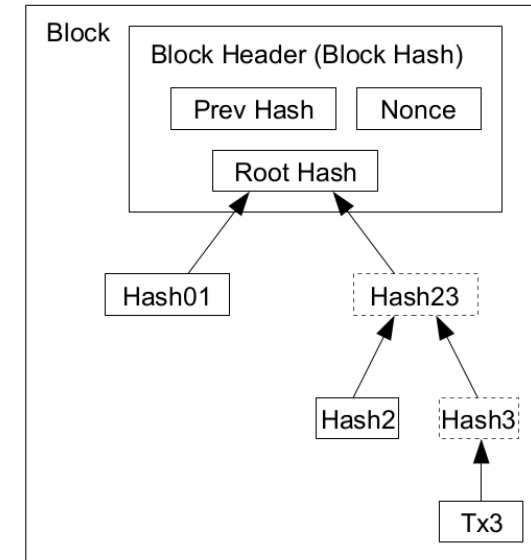 Block
Block Header (Block Hash)
Prev Hash
Nonce
Root Hash
Hash01
Hash23
Hash2
Hash3
Tx3